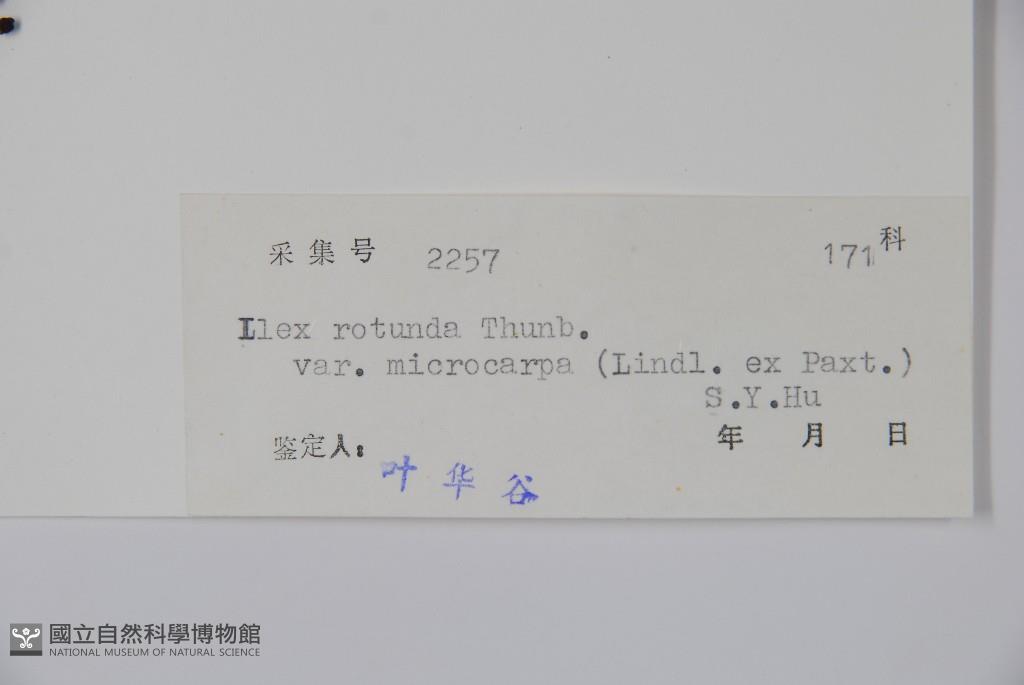 采集号 2257 171科
Ilex rotunda Thunb.
var. microcarpa (Lindl. ex Paxt.)
S.Y.Hu
年 月 日
鉴定人:
叶华谷
國立自然科學博物館
NATIONAL MUSEUM OF NATURAL SCIENCE